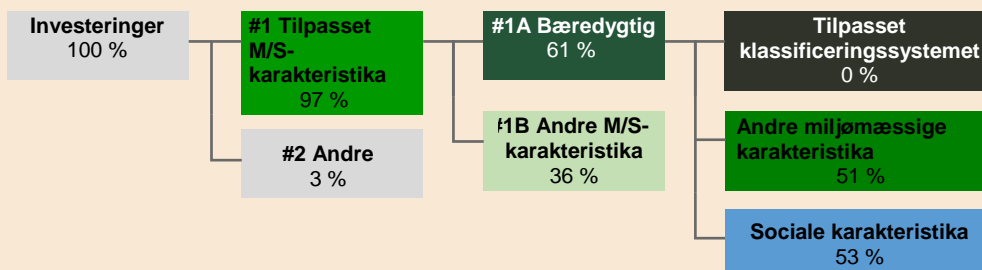 Investeringer
100 %
#1 Tilpasset
M/S-
karakteristika
97 %
#2 Andre
3 %
#1A Bæredygtig
61 %
#1B Andre M/S-
karakteristika
36 %
Tilpasset
klassificeringssystemet
0 %
Andre miljømæssige
karakteristika
51 %
Sociale karakteristika
53 %